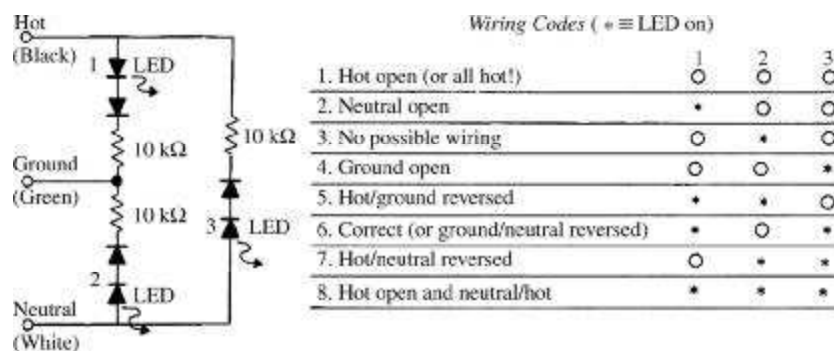 Hot
(Black)
1
LED
10 kΩ
10 kΩ
Ground
(Green)
10 kΩ
3
LED
2
LED
Neutral
(White)
Wiring Codes ( * ≡ LED on)
1 2 3
1. Hot open (or all hot!) O O O
2. Neutral open * O O
3. No possible wiring O * O
4. Ground open O O *
5. Hot/ground reversed * * O
6. Correct (or ground/neutral reversed) * O *
7. Hot/neutral reversed O * *
8. Hot open and neutral/hot * * *